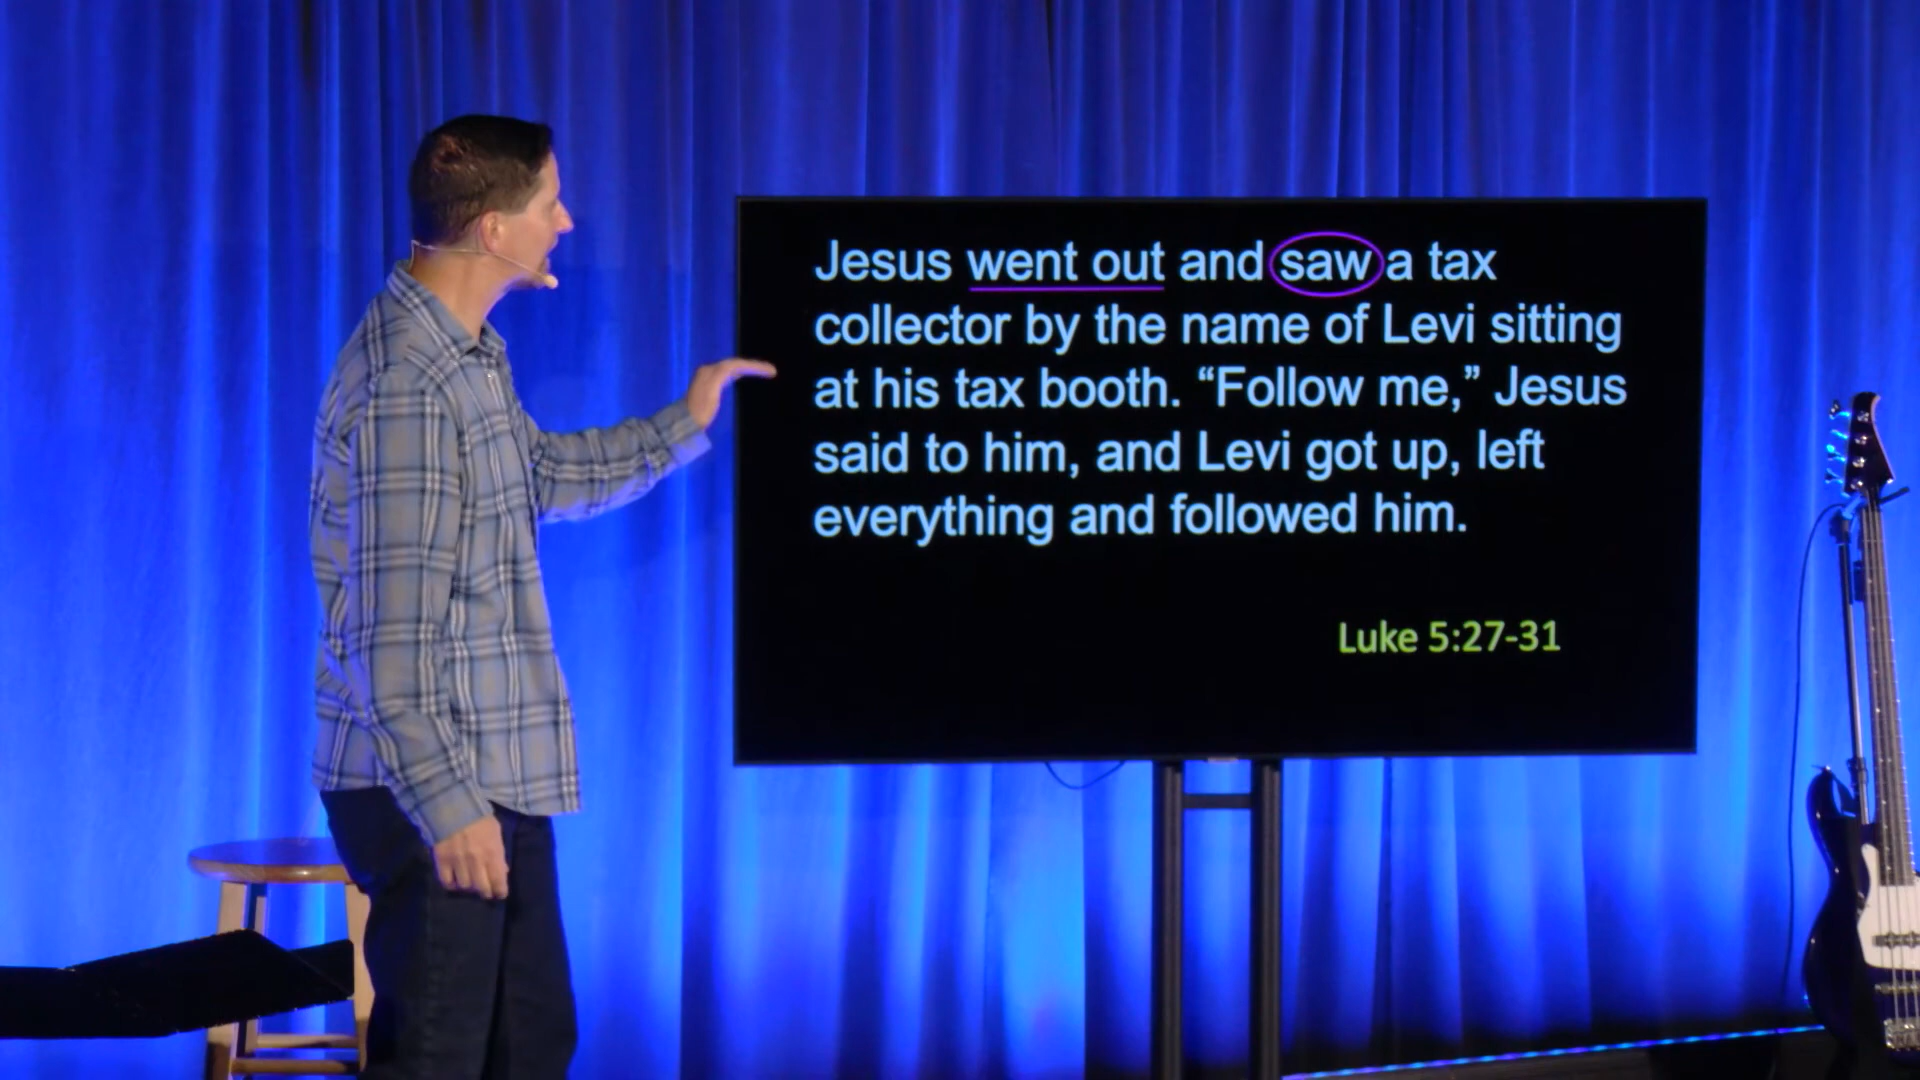 Jesus went out and saw a tax
collector by the name of Levi sitting
at his tax booth. “Follow me,” Jesus
said to him, and Levi got up, left
everything and followed him.
Luke 5:27-31